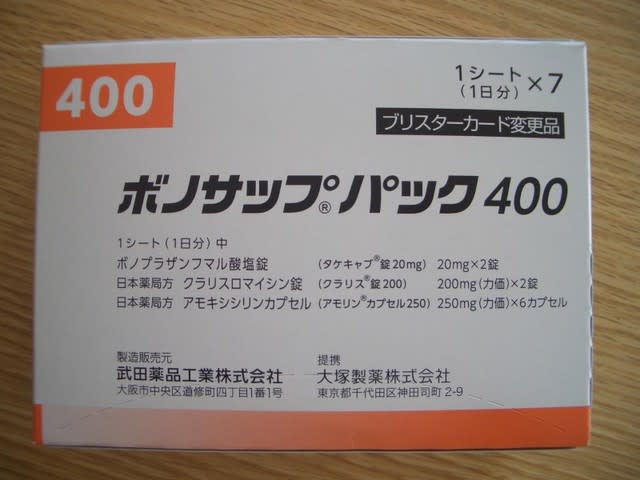 400
1シート×7
(1日分)
ブリスターカード変更品
ボノサップ®パック400
1シート(1日分)中
ボノプラザンフマル酸塩錠 (タケキャブ®錠20mg) 20mg×2錠
日本薬局方 クラリスロマイシン錠 (クラリス®錠200) 200mg(力価)×2錠
日本薬局方 アモキシシリンカプセル (アモリン®カプセル250) 250mg(力価)×6カプセル
製造販売元
武田薬品工業株式会社
大阪市中央区道修町四丁目1番1号
提携
大塚製薬株式会社
東京都千代田区神田司町2-9